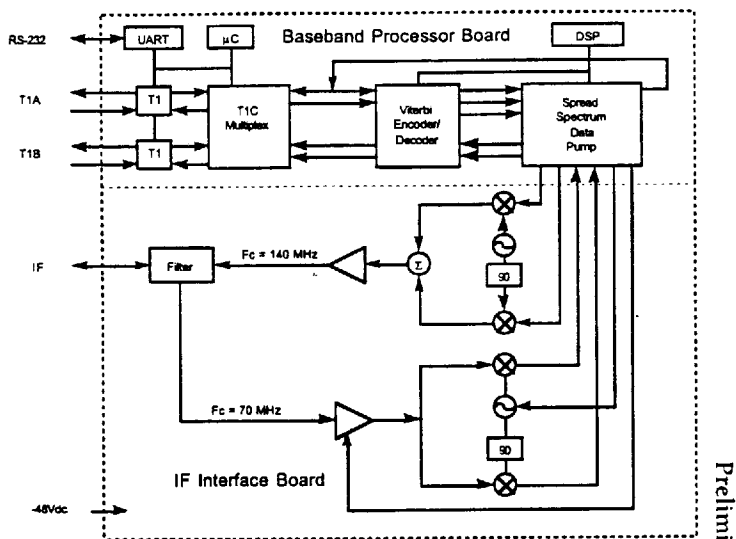 RS-232
UART
μC
Baseband Processor Board
DSP
T1A
T1
T1C
Multiplex
Viterbi
Encoder/
Decoder
Spread
Spectrum
Data
Pump
T1B
T1
IF
Filter
Fc = 140 MHz
Σ
90
Fc = 70 MHz
90
IF Interface Board
-48Vdc
Prelimi